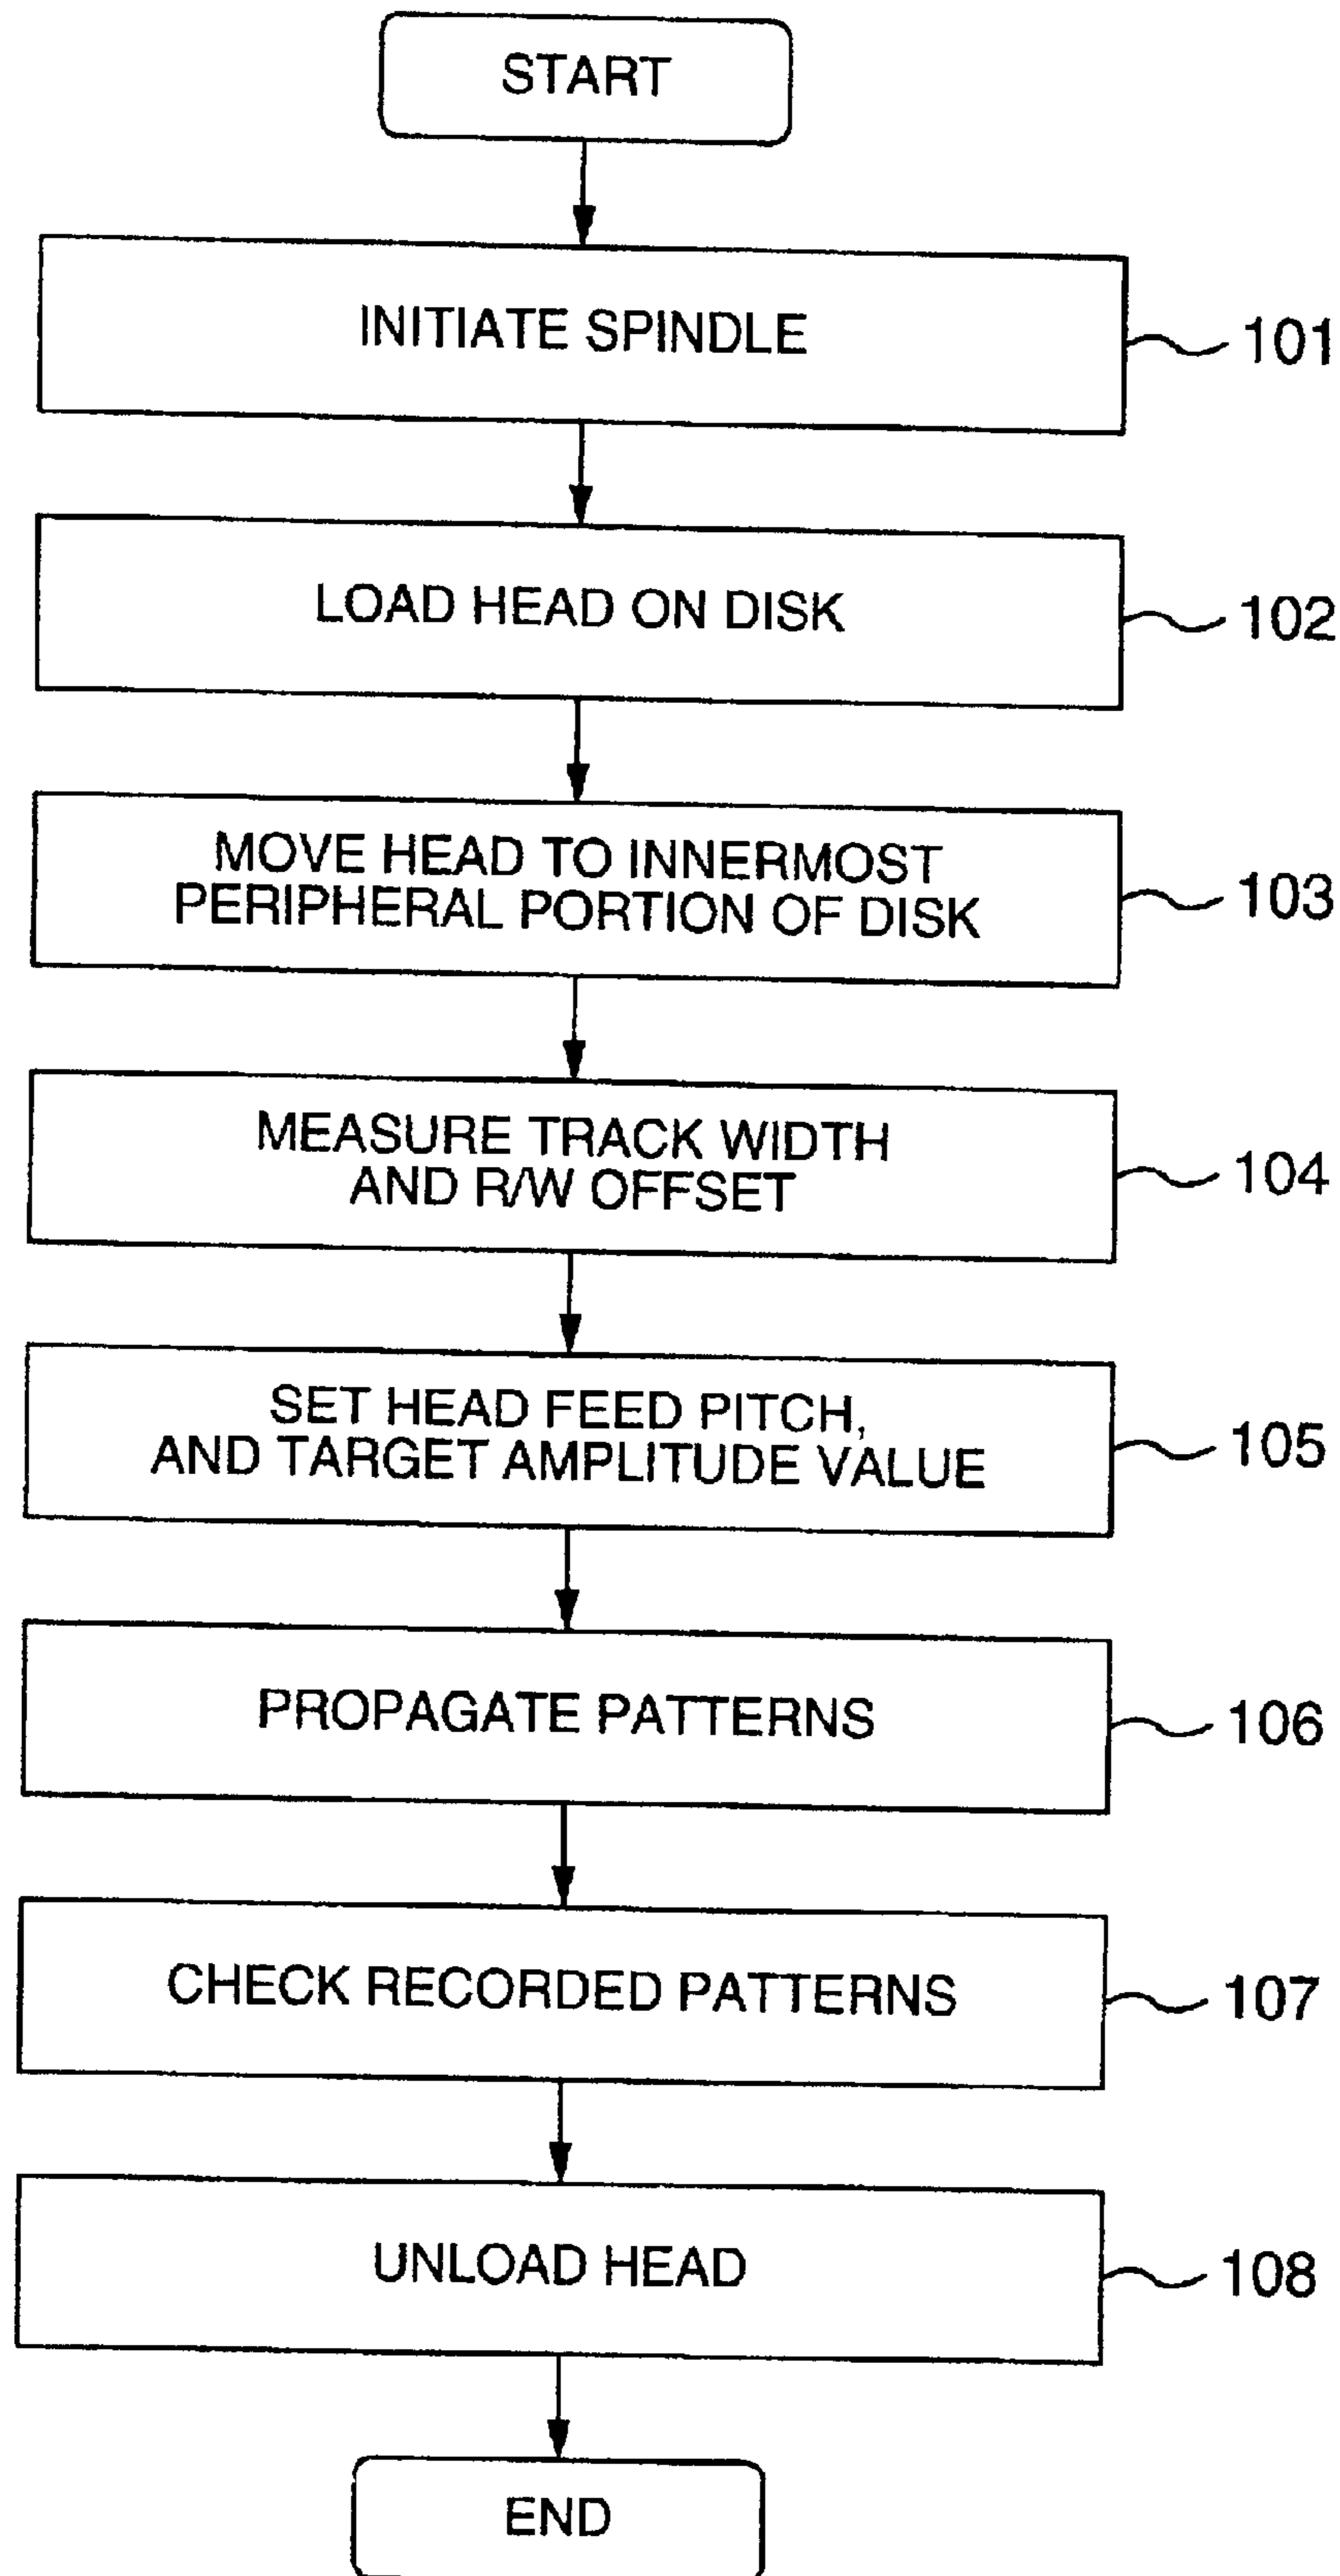 START
INITIATE SPINDLE
101
LOAD HEAD ON DISK
102
MOVE HEAD TO INNERMOST
PERIPHERAL PORTION OF DISK
103
MEASURE TRACK WIDTH
AND R/W OFFSET
104
SET HEAD FEED PITCH,
AND TARGET AMPLITUDE VALUE
105
PROPAGATE PATTERNS
106
CHECK RECORDED PATTERNS
107
UNLOAD HEAD
108
END